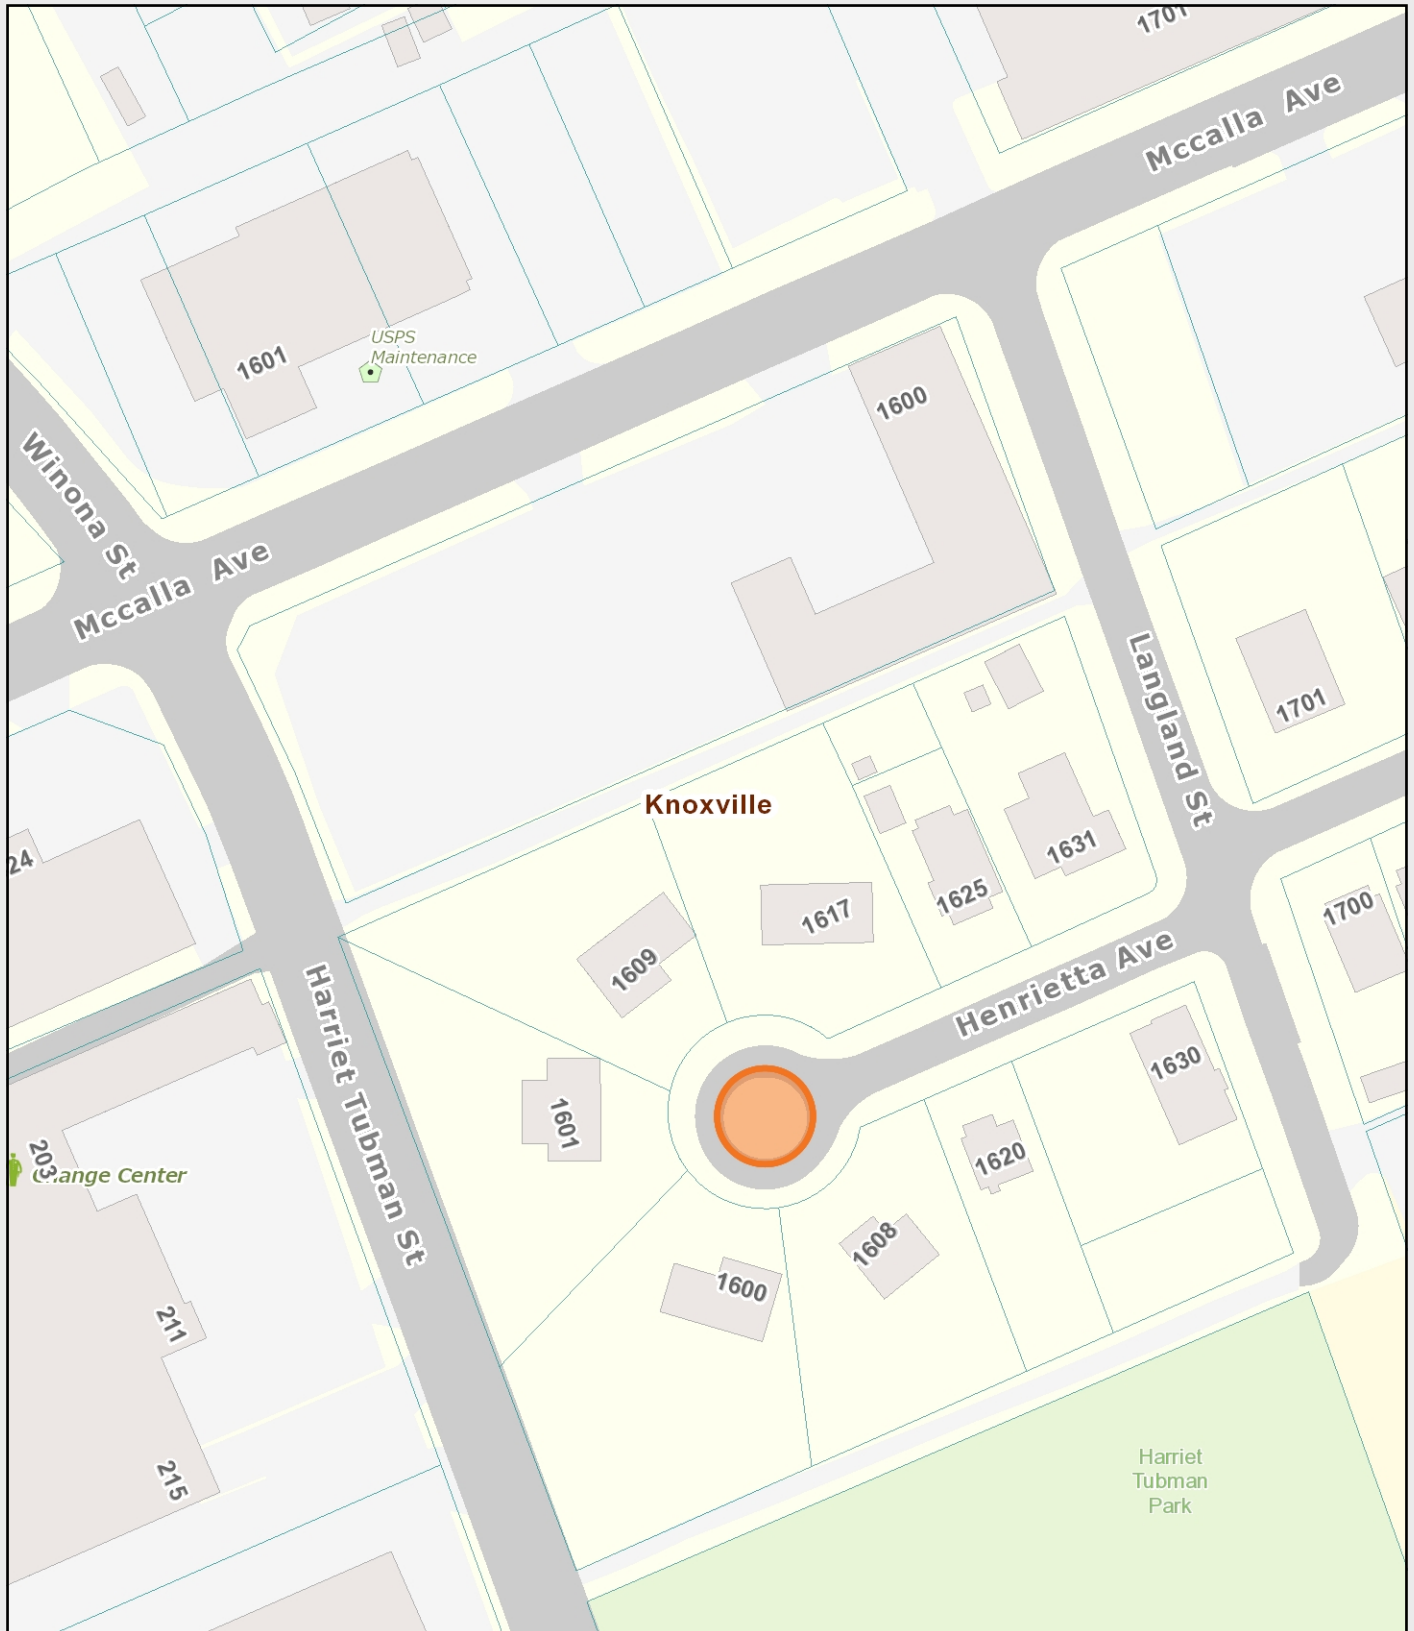 1701
Mccalla Ave
USPS
Maintenance
1601
1600
Winona St
Mccalla Ave
Langland St
1701
Knoxville
24
1631
1625
1617
1609
1700
Henrietta Ave
Harriet Tubman St
1630
1601
1620
203
ange Center
1608
1600
211
215
Harriet
Tubman
Park